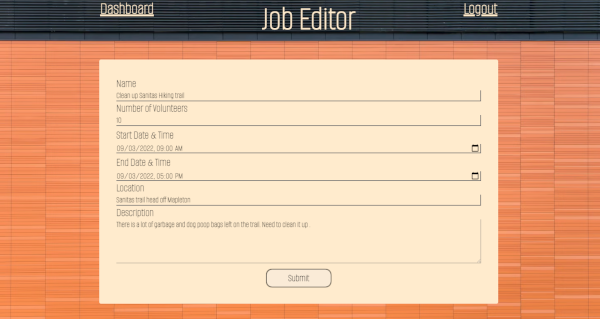 Dashboard
Job Editor
Logout
Name
Clean up Sanitas Hiking trail
Number of Volunteers
10
Start Date & Time
09/03/2022, 09:00 AM
End Date & Time
09/03/2022, 05:00 PM
Location
Sanitas trail head off Mapleton
Description
There is a lot of garbage and dog poop bags left on the trail. Need to clean it up.
Submit